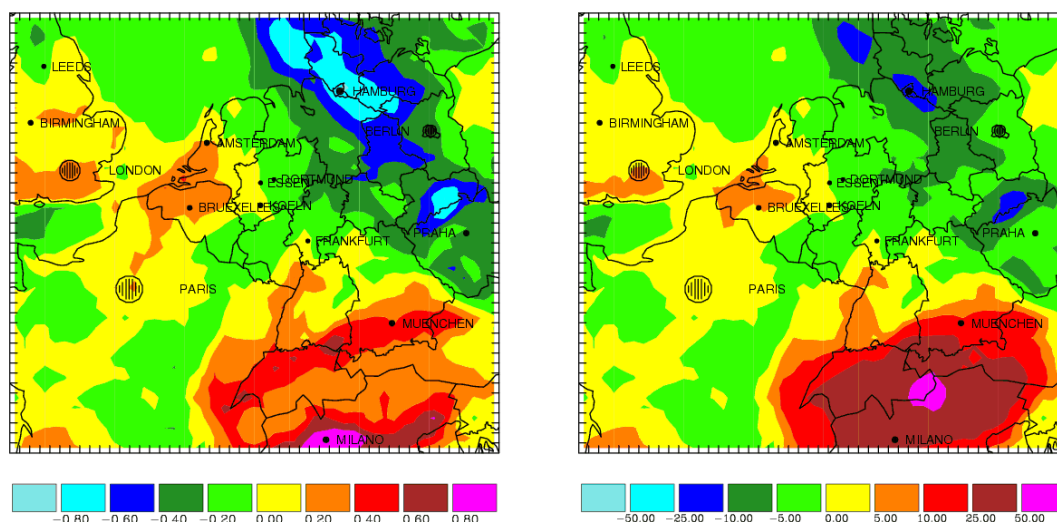 LEEDS
BIRMINGHAM
HAMBURG
BERLIN
AMSTERDAM
LONDON
DORTMUND
ESSEN
BRUEXELLES
KOELN
PRAHA
FRANKFURT
PARIS
MUENCHEN
MILANO
−0.80 −0.60 −0.40 −0.20 0.00 0.20 0.40 0.60 0.80
LEEDS
BIRMINGHAM
HAMBURG
BERLIN
AMSTERDAM
LONDON
DORTMUND
ESSEN
BRUEXELLES
KOELN
PRAHA
FRANKFURT
PARIS
MUENCHEN
MILANO
−50.00 −25.00 −10.00 −5.00 0.00 5.00 10.00 25.00 50.00